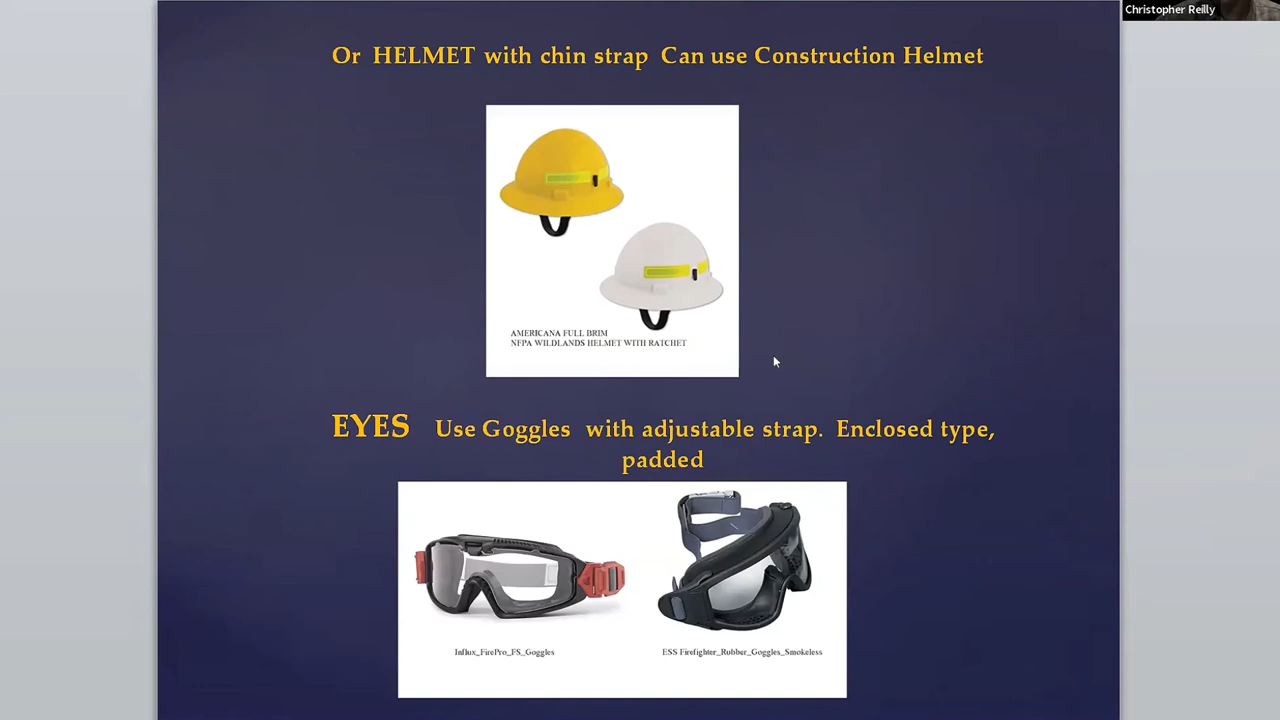 Christopher Reilly
Or HELMET with chin strap Can use Construction Helmet
AMERICANA FULL BRIM
NFPA WILDLANDS HELMET WITH RATCHET
EYES Use Goggles with adjustable strap. Enclosed type,
padded
Influx_FirePro_FS_Goggles
ESS Firefighter_Rubber_Goggles_Smokeless